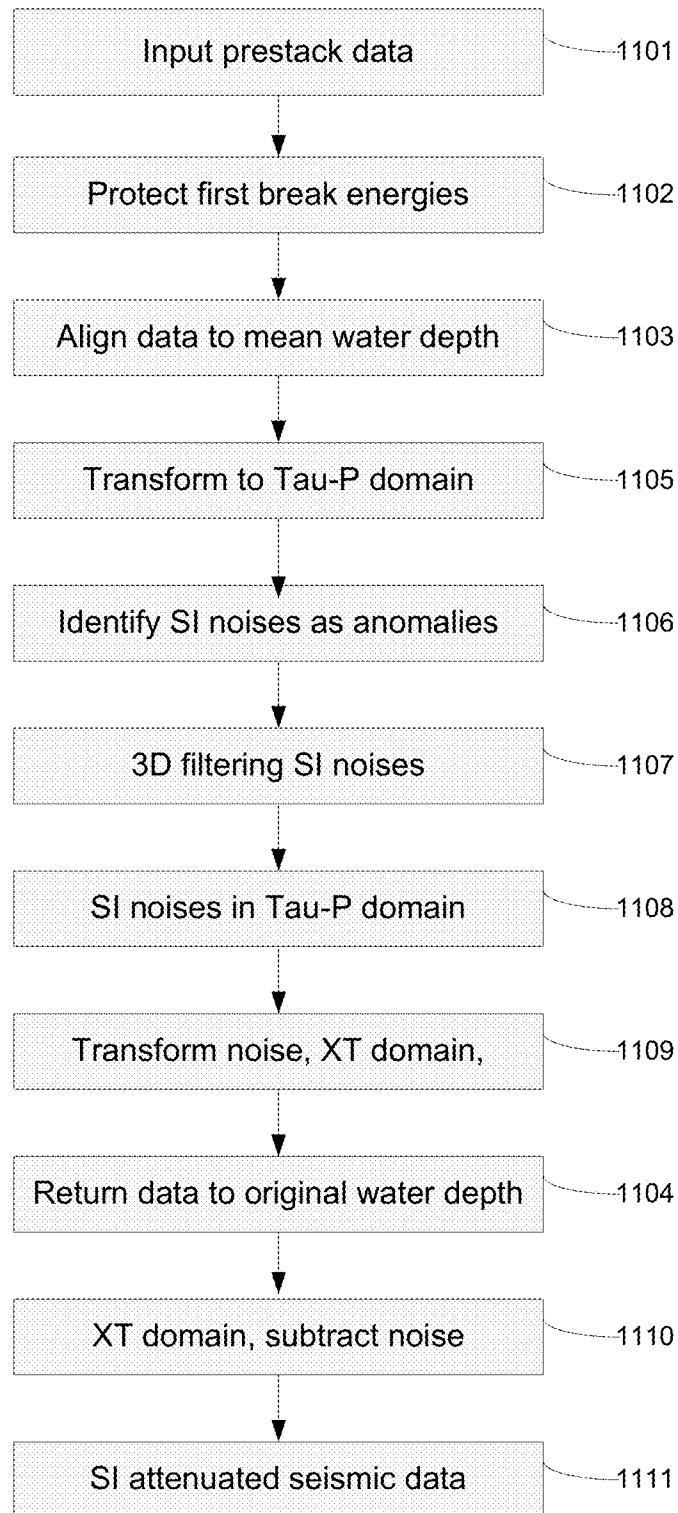 Input prestack data 1101
Protect first break energies 1102
Align data to mean water depth 1103
Transform to Tau-P domain 1105
Identify SI noises as anomalies 1106
3D filtering SI noises 1107
SI noises in Tau-P domain 1108
Transform noise, XT domain, 1109
Return data to original water depth 1104
XT domain, subtract noise 1110
SI attenuated seismic data 1111